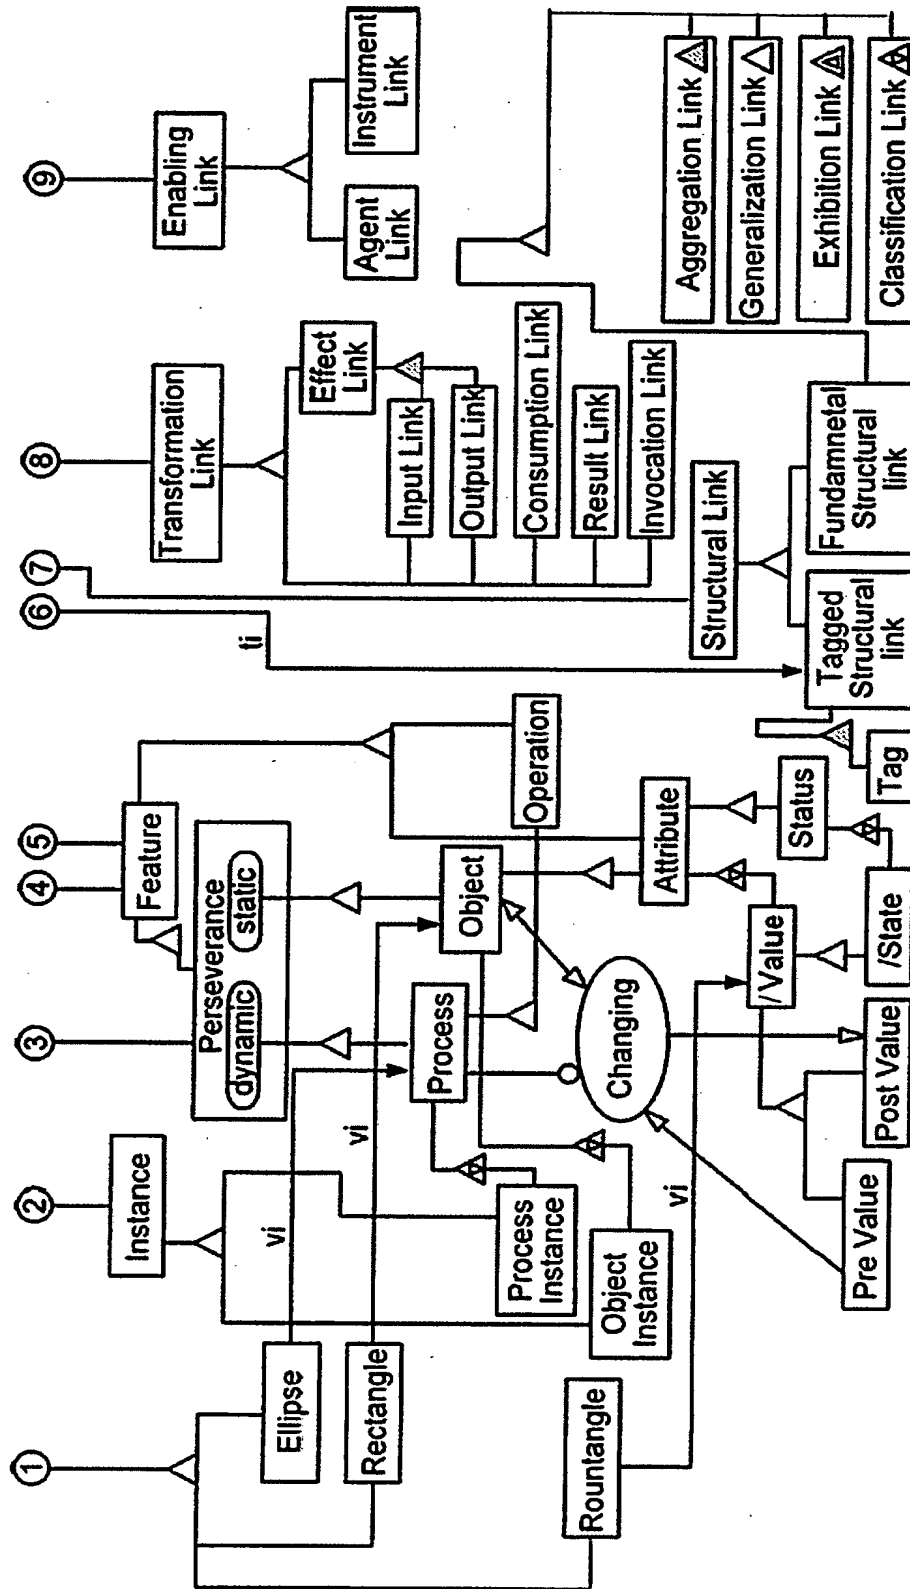 1
2
3
4
5
6
7
8
9
Ellipse
Rectangle
Rountangle
vi
vi
vi
Instance
Process
Instance
Object
Instance
Perseverance
dynamic
static
Feature
Process
Object
Operation
Changing
Attribute
/Value
Status
/State
Pre Value
Post Value
ti
Tag
Tagged
Structural
link
Structural Link
Fundamnetal
Structural
link
Transformation
Link
Effect
Link
Input Link
Output Link
Consumption Link
Result Link
Invocation Link
Enabling
Link
Agent
Link
Instrument
Link
Aggregation Link
Generalization Link
Exhibition Link
Classification Link